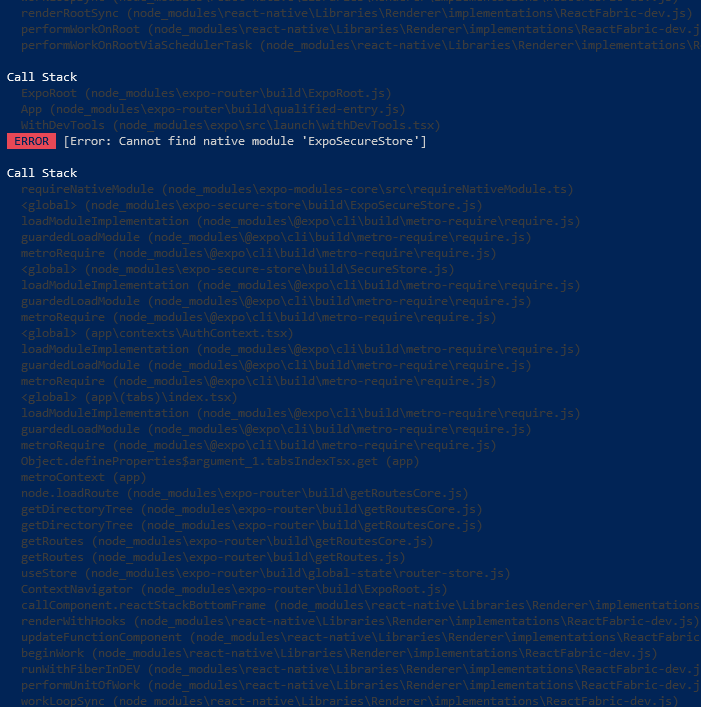 renderRootSync (node_modules\react-native\Libraries\Renderer\implementations\ReactFabric-dev.js)
performWorkOnRoot (node_modules\react-native\Libraries\Renderer\implementations\ReactFabric-dev.j
performWorkOnRootViaSchedulerTask (node_modules\react-native\Libraries\Renderer\implementations\R
Call Stack
ExpoRoot (node_modules\expo-router\build\ExpoRoot.js)
App (node_modules\expo-router\build\qualified-entry.js)
WithDevTools (node_modules\expo\src\launch\withDevTools.tsx)
ERROR [Error: Cannot find native module 'ExpoSecureStore']
Call Stack
requireNativeModule (node_modules\expo-modules-core\src\requireNativeModule.ts)
<global> (node_modules\expo-secure-store\build\ExpoSecureStore.js)
loadModuleImplementation (node_modules\@expo\cli\build\metro-require\require.js)
guardedLoadModule (node_modules\@expo\cli\build\metro-require\require.js)
metroRequire (node_modules\@expo\cli\build\metro-require\require.js)
<global> (node_modules\expo-secure-store\build\SecureStore.js)
loadModuleImplementation (node_modules\@expo\cli\build\metro-require\require.js)
guardedLoadModule (node_modules\@expo\cli\build\metro-require\require.js)
metroRequire (node_modules\@expo\cli\build\metro-require\require.js)
<global> (app\contexts\AuthContext.tsx)
loadModuleImplementation (node_modules\@expo\cli\build\metro-require\require.js)
guardedLoadModule (node_modules\@expo\cli\build\metro-require\require.js)
metroRequire (node_modules\@expo\cli\build\metro-require\require.js)
<global> (app\(tabs)\index.tsx)
loadModuleImplementation (node_modules\@expo\cli\build\metro-require\require.js)
guardedLoadModule (node_modules\@expo\cli\build\metro-require\require.js)
metroRequire (node_modules\@expo\cli\build\metro-require\require.js)
Object.defineProperties$argument_1.tabsIndexTsx.get (app)
metroContext (app)
node.loadRoute (node_modules\expo-router\build\getRoutesCore.js)
getDirectoryTree (node_modules\expo-router\build\getRoutesCore.js)
getDirectoryTree (node_modules\expo-router\build\getRoutesCore.js)
getRoutes (node_modules\expo-router\build\getRoutesCore.js)
getRoutes (node_modules\expo-router\build\getRoutes.js)
useStore (node_modules\expo-router\build\global-state\router-store.js)
ContextNavigator (node_modules\expo-router\build\ExpoRoot.js)
callComponent.reactStackBottomFrame (node_modules\react-native\Libraries\Renderer\implementations
renderWithHooks (node_modules\react-native\Libraries\Renderer\implementations\ReactFabric-dev.js)
updateFunctionComponent (node_modules\react-native\Libraries\Renderer\implementations\ReactFabric
beginWork (node_modules\react-native\Libraries\Renderer\implementations\ReactFabric-dev.js)
runWithFiberInDEV (node_modules\react-native\Libraries\Renderer\implementations\ReactFabric-dev.j
performUnitOfWork (node_modules\react-native\Libraries\Renderer\implementations\ReactFabric-dev.j
workLoopSync (node_modules\react-native\Libraries\Renderer\implementations\ReactFabric-dev.js)